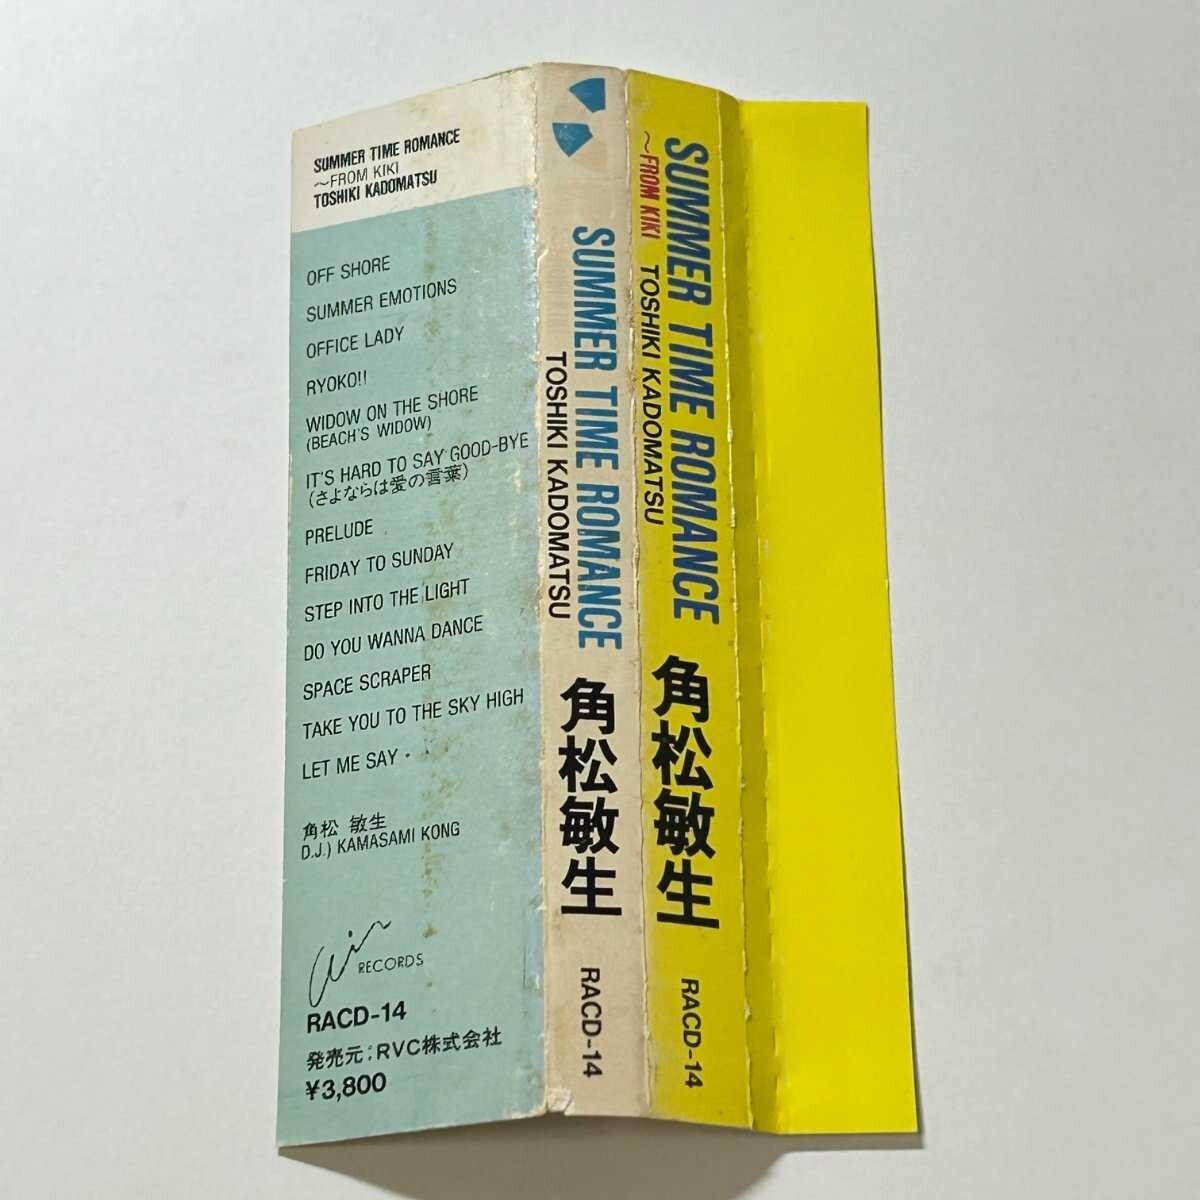 SUMMER TIME ROMANCE
～FROM KIKI
TOSHIKI KADOMATSU
OFF SHORE
SUMMER EMOTIONS
OFFICE LADY
RYOKO!!
WIDOW ON THE SHORE
(BEACH'S WIDOW)
IT'S HARD TO SAY GOOD-BYE
(さよならは愛の言葉)
PRELUDE
FRIDAY TO SUNDAY
STEP INTO THE LIGHT
DO YOU WANNA DANCE
SPACE SCRAPER
TAKE YOU TO THE SKY HIGH
LET ME SAY・
角松 敏生
D.J.) KAMASAMI KONG
Air RECORDS
RACD-14
発売元:RVC株式会社
¥3,800
SUMMER TIME ROMANCE
TOSHIKI KADOMATSU
角松敏生
RACD-14
SUMMER TIME ROMANCE
～FROM KIKI TOSHIKI KADOMATSU
角松敏生
RACD-14